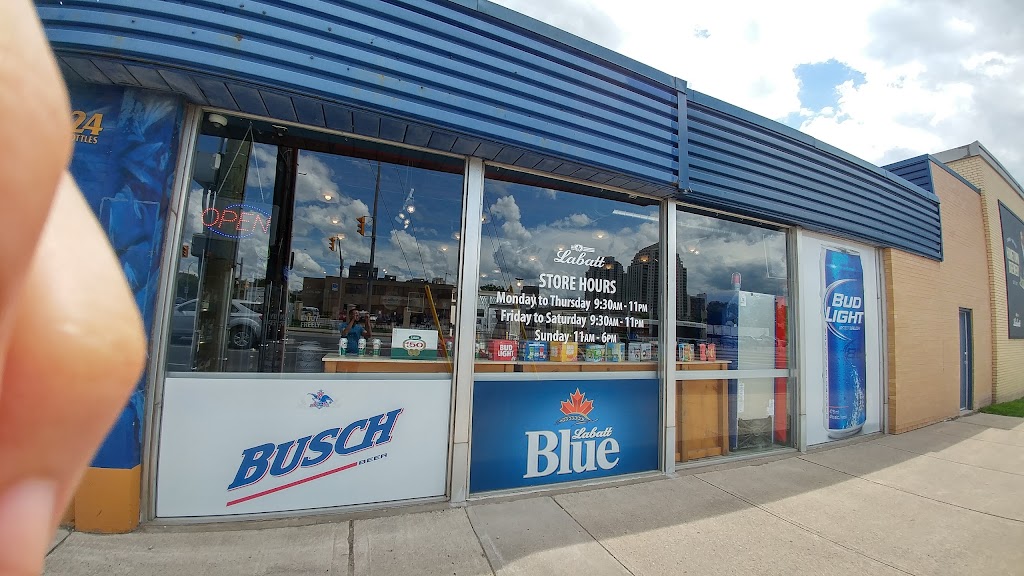 24
BOTTLES
OPEN
Labatt
STORE HOURS
Monday to Thursday 9:30AM - 11PM
Friday to Saturday 9:30AM - 11PM
Sunday 11AM - 6PM
50
BUD LIGHT
BUSCH
BEER
Labatt
Blue
BUD
LIGHT